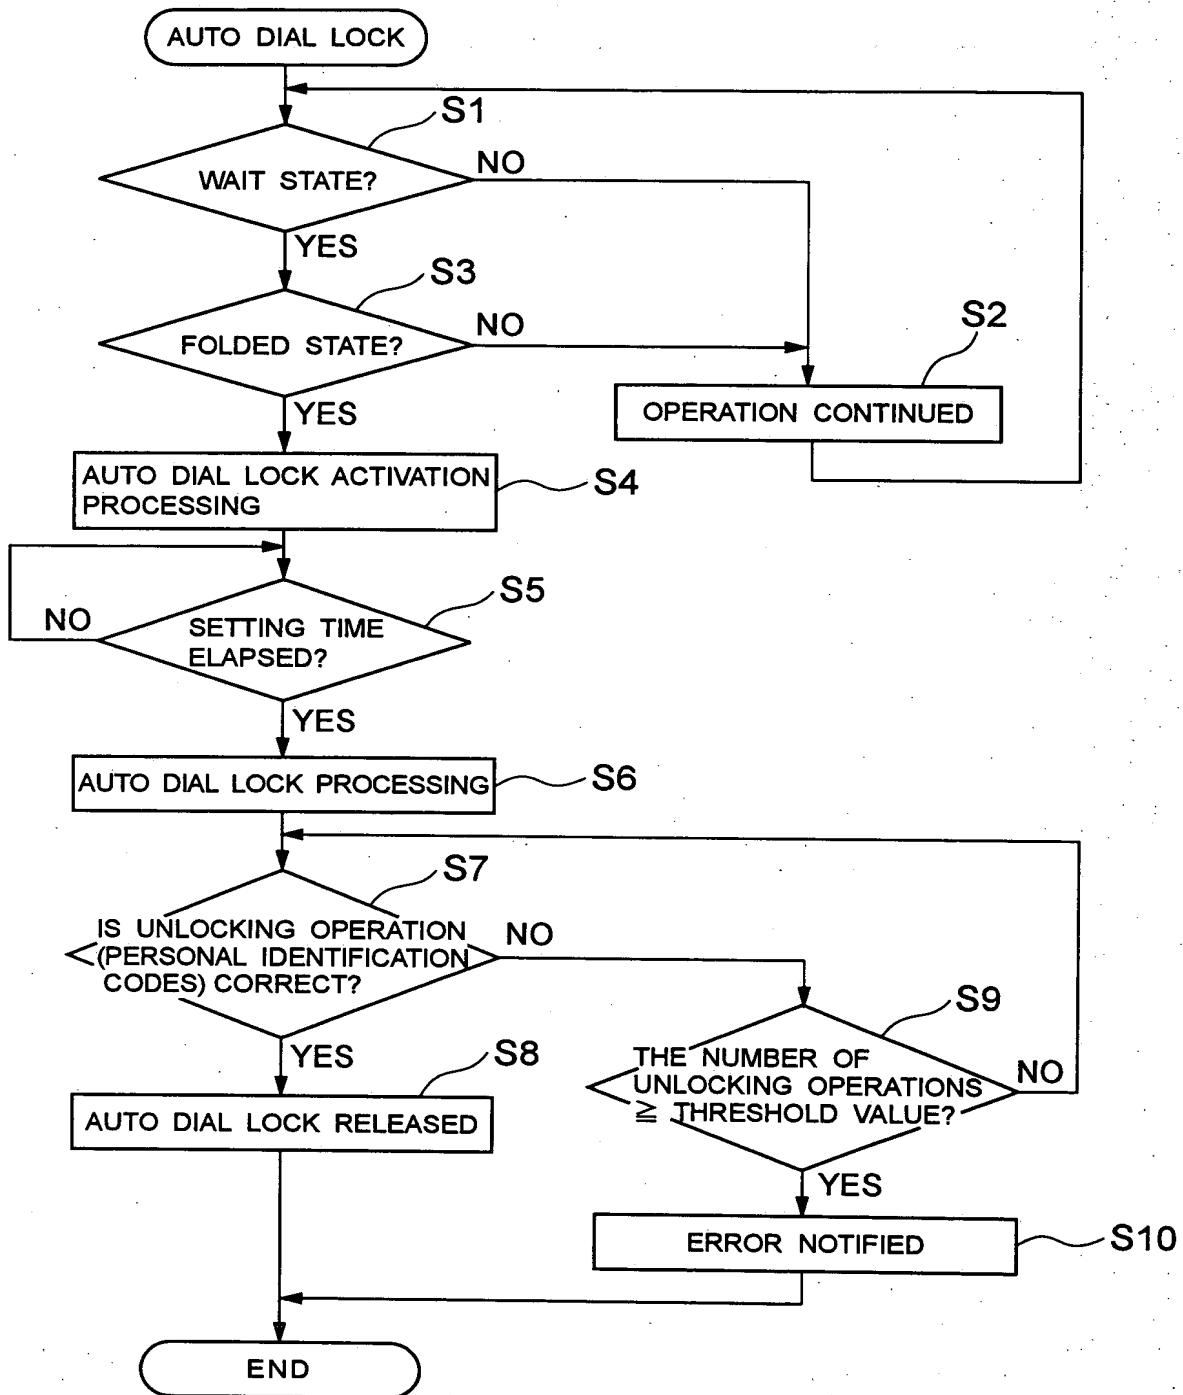 AUTO DIAL LOCK
S1
WAIT STATE?
NO
YES
S3
FOLDED STATE?
NO
S2
OPERATION CONTINUED
YES
AUTO DIAL LOCK ACTIVATION
PROCESSING
S4
S5
NO
SETTING TIME
ELAPSED?
YES
AUTO DIAL LOCK PROCESSING
S6
S7
IS UNLOCKING OPERATION
(PERSONAL IDENTIFICATION
CODES) CORRECT?
NO
S9
YES
THE NUMBER OF
UNLOCKING OPERATIONS
≧ THRESHOLD VALUE?
NO
S8
AUTO DIAL LOCK RELEASED
YES
ERROR NOTIFIED
S10
END